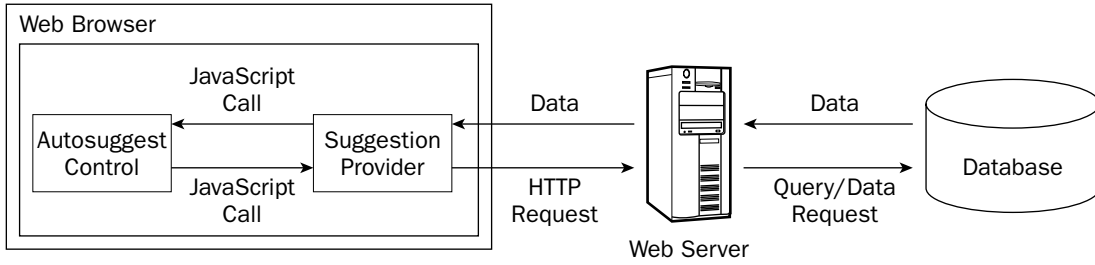 Web Browser
JavaScript
Call
Autosuggest
Control
JavaScript
Call
Suggestion
Provider
Data
HTTP
Request
Web Server
Data
Query/Data
Request
Database